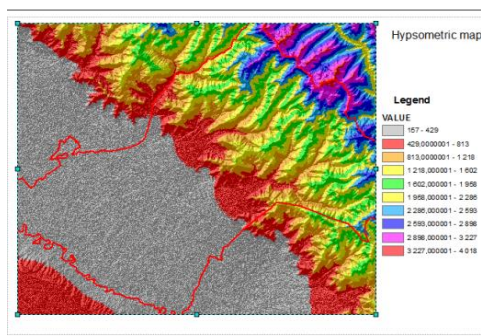 Hypsometric map
Legend
VALUE
157 - 429
429,0000001 - 813
813,0000001 - 1 218
1 218,000001 - 1 602
1 602,000001 - 1 958
1 958,000001 - 2 286
2 286,000001 - 2 593
2 593,000001 - 2 898
2 898,000001 - 3 227
3 227,000001 - 4 018